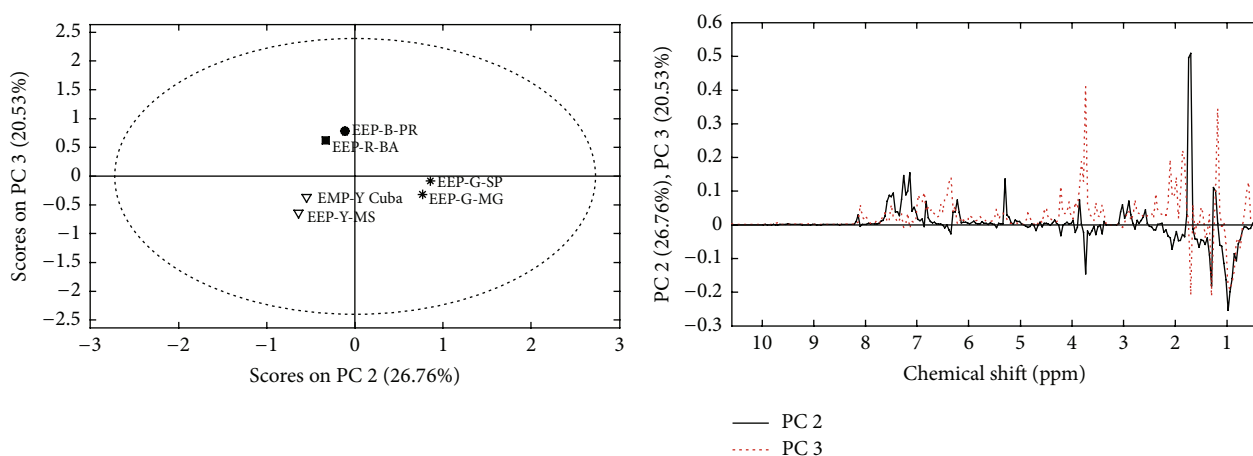 Scores on PC 3 (20.53%)
2.5
2
1.5
1
0.5
0
−0.5
−1
−1.5
−2
−2.5
EEP-B-PR
EEP-R-BA
EEP-G-SP
EEP-G-MG
EMP-Y Cuba
EEP-Y-MS
−3 −2 −1 0 1 2 3
Scores on PC 2 (26.76%)
PC 2 (26.76%), PC 3 (20.53%)
0.6
0.5
0.4
0.3
0.2
0.1
0
−0.1
−0.2
−0.3
10 9 8 7 6 5 4 3 2 1
Chemical shift (ppm)
PC 2
PC 3